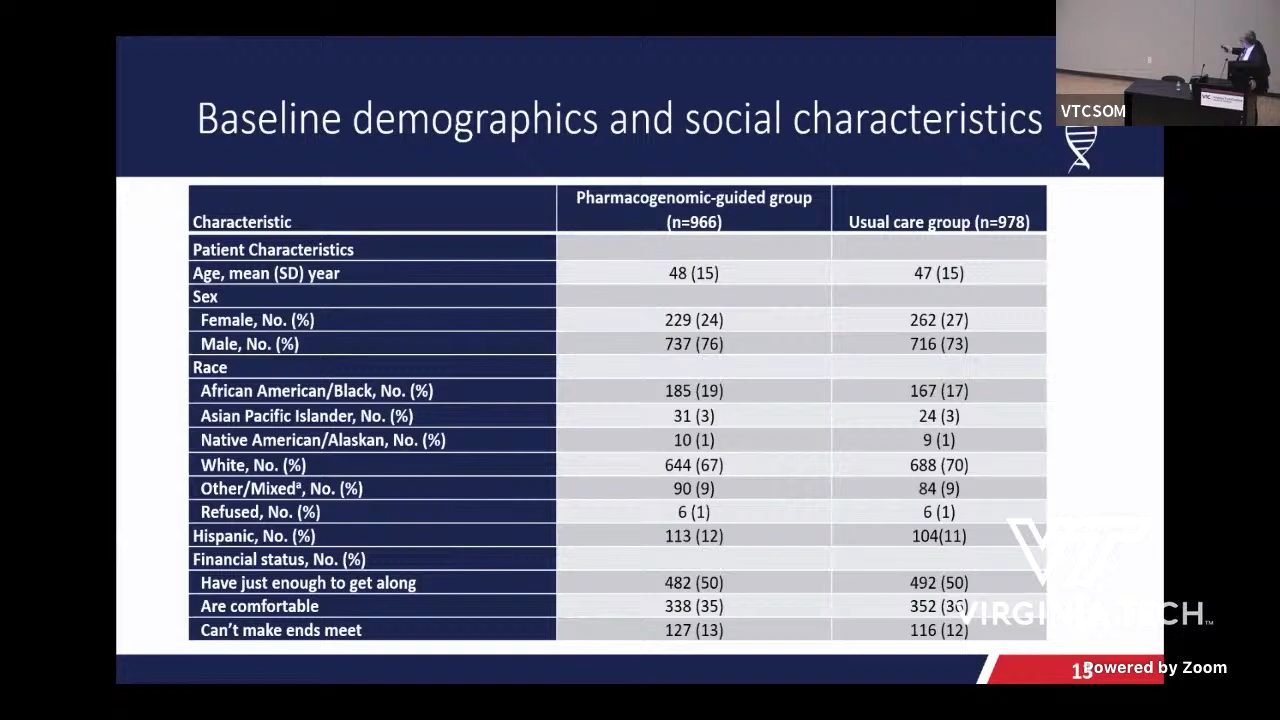 Baseline demographics and social characteristics
VTCSOM
Characteristic Pharmacogenomic-guided group (n=966) Usual care group (n=978)
Patient Characteristics
Age, mean (SD) year 48 (15) 47 (15)
Sex
Female, No. (%) 229 (24) 262 (27)
Male, No. (%) 737 (76) 716 (73)
Race
African American/Black, No. (%) 185 (19) 167 (17)
Asian Pacific Islander, No. (%) 31 (3) 24 (3)
Native American/Alaskan, No. (%) 10 (1) 9 (1)
White, No. (%) 644 (67) 688 (70)
Other/Mixedᵃ, No. (%) 90 (9) 84 (9)
Refused, No. (%) 6 (1) 6 (1)
Hispanic, No. (%) 113 (12) 104(11)
Financial status, No. (%)
Have just enough to get along 482 (50) 492 (50)
Are comfortable 338 (35) 352 (36)
Can't make ends meet 127 (13) 116 (12)
VT
VIRGINIA TECH™
Powered by Zoom